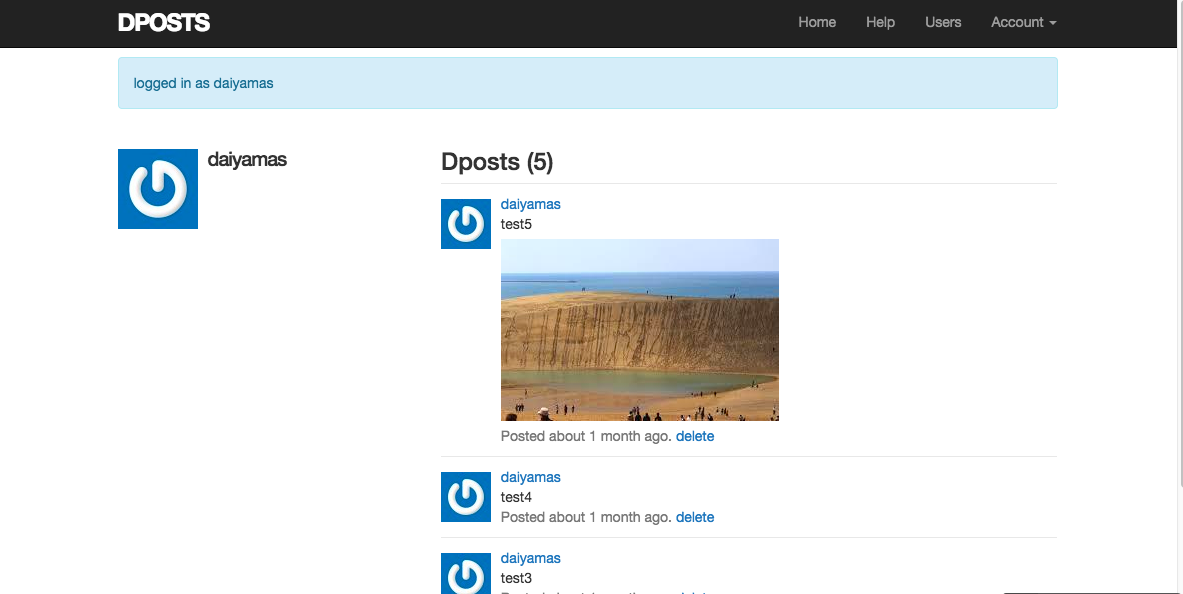 DPOSTS
Home
Help
Users
Account
logged in as daiyamas
daiyamas
Dposts (5)
daiyamas
test5
Posted about 1 month ago. delete
daiyamas
test4
Posted about 1 month ago. delete
daiyamas
test3